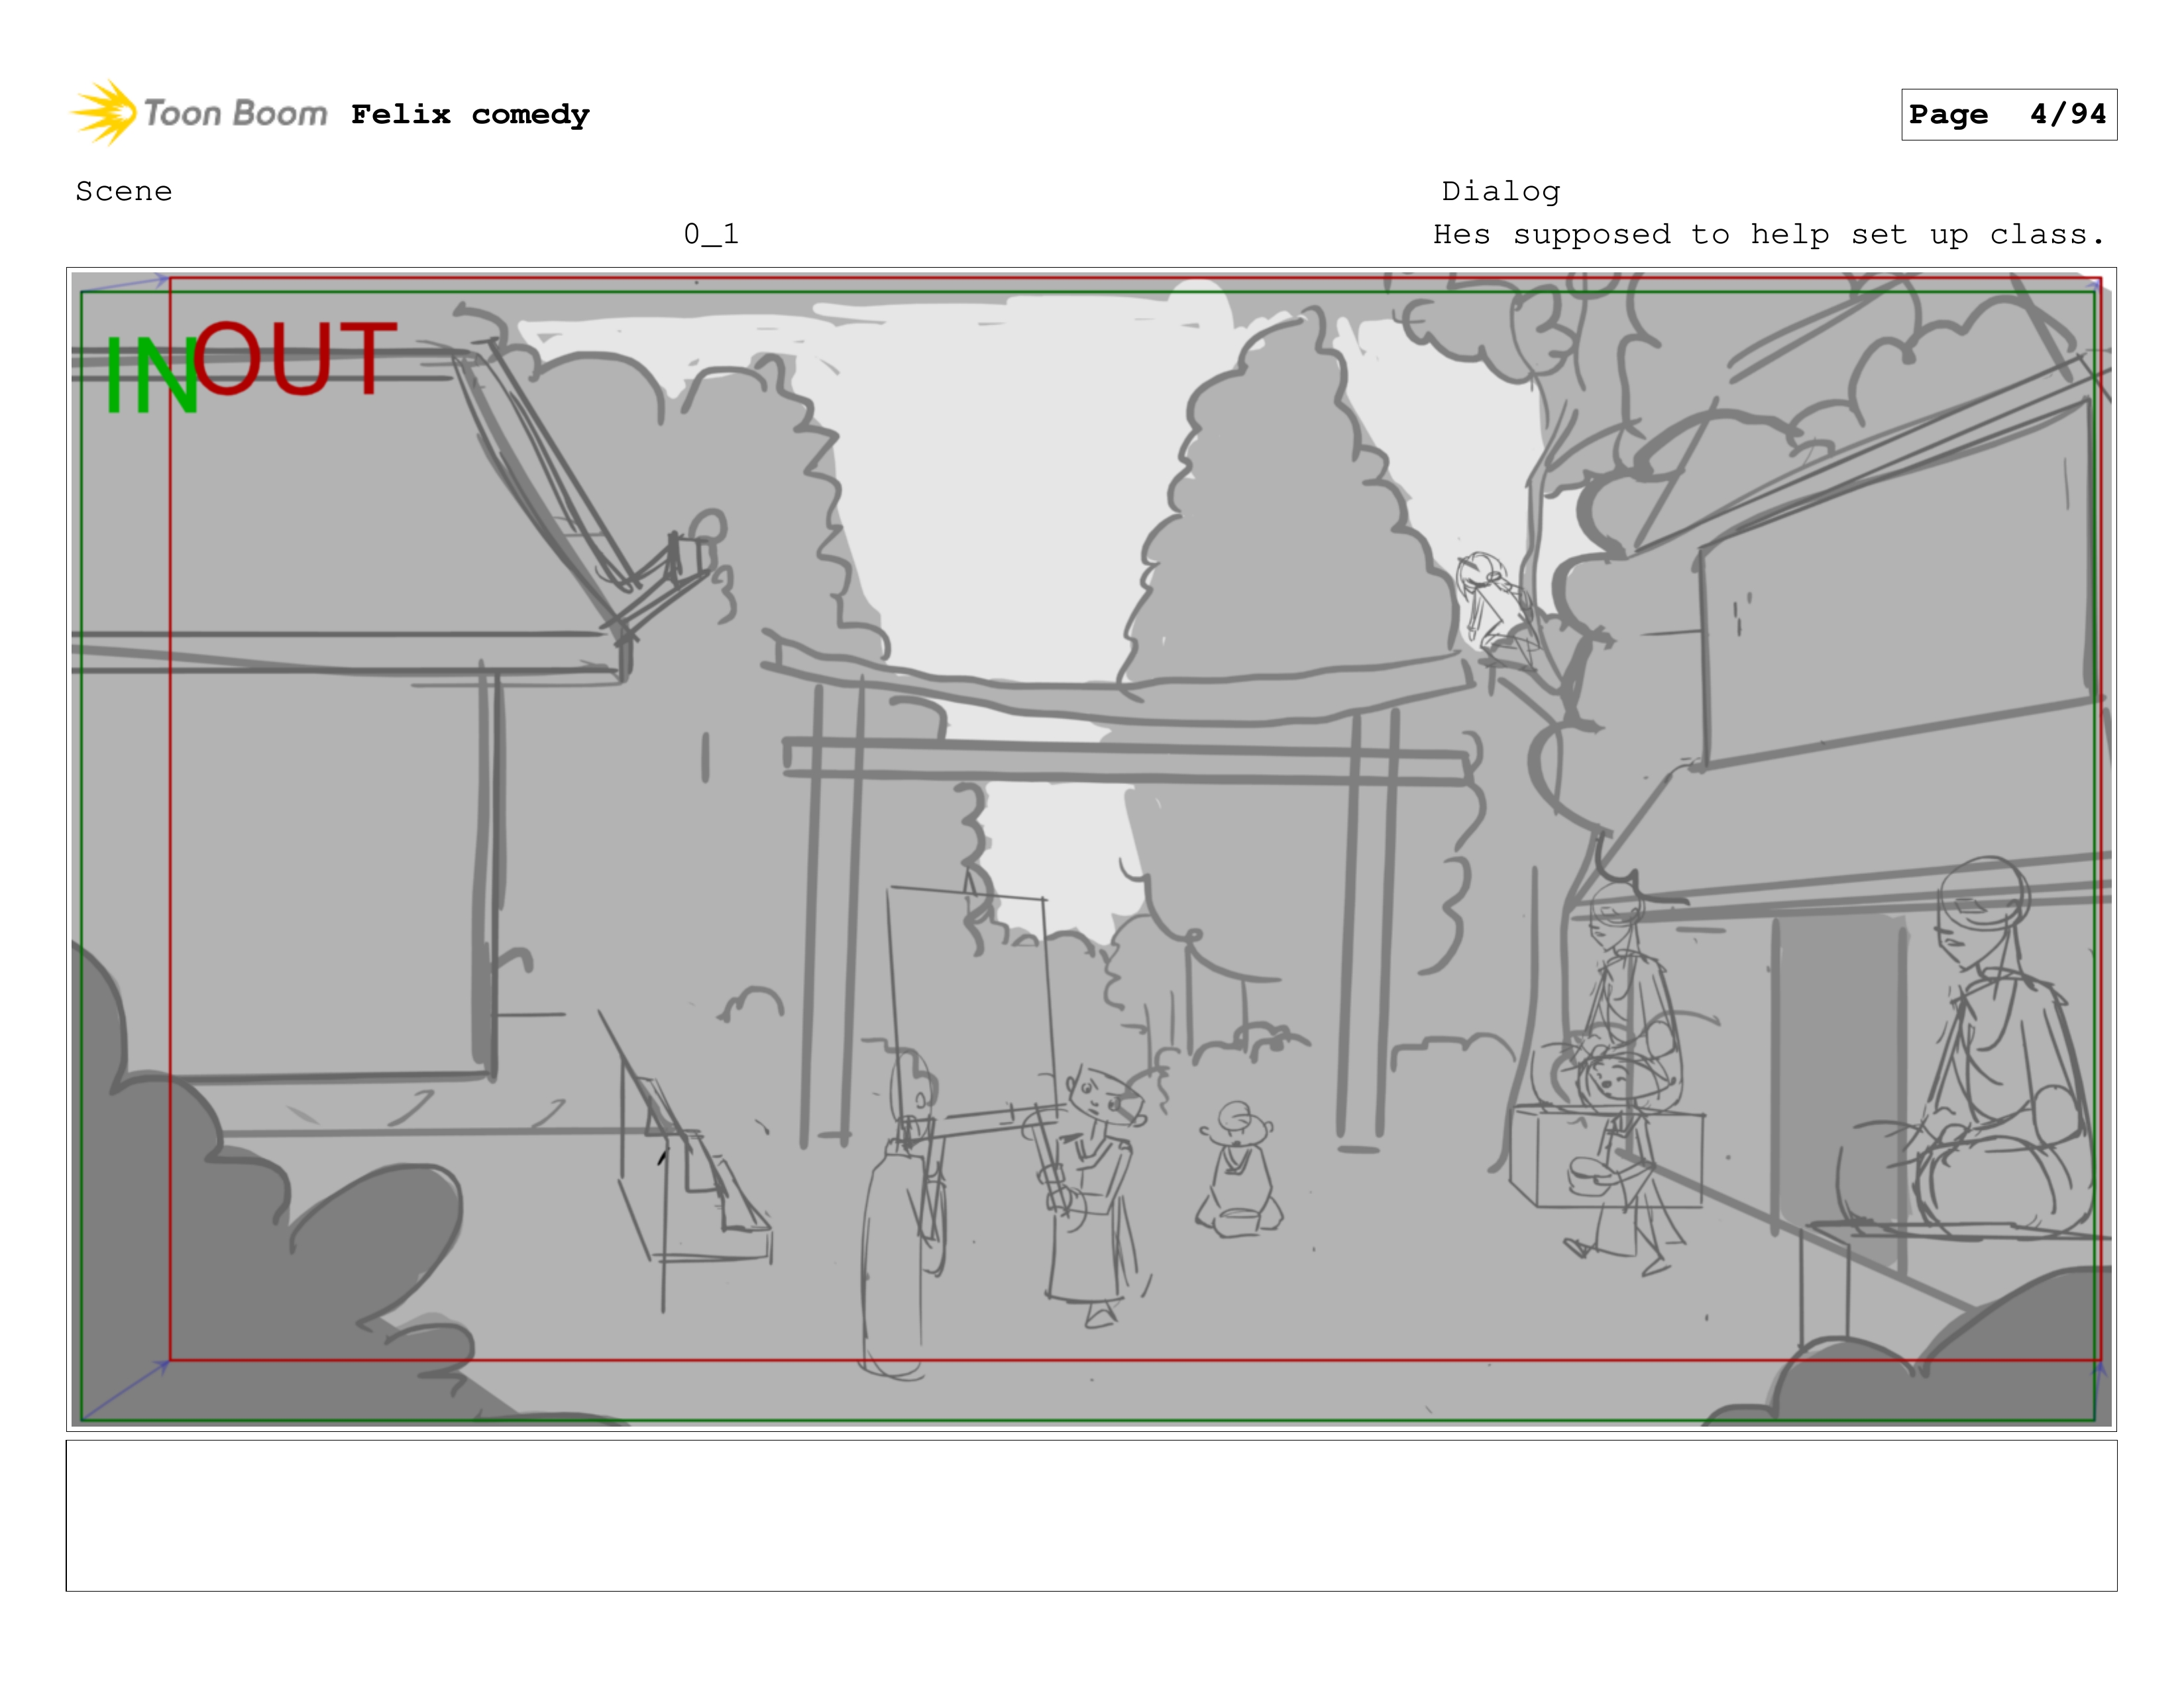 Toon Boom Felix comedy
Page 4/94
Scene
Dialog
0_1
Hes supposed to help set up class.
IN
OUT